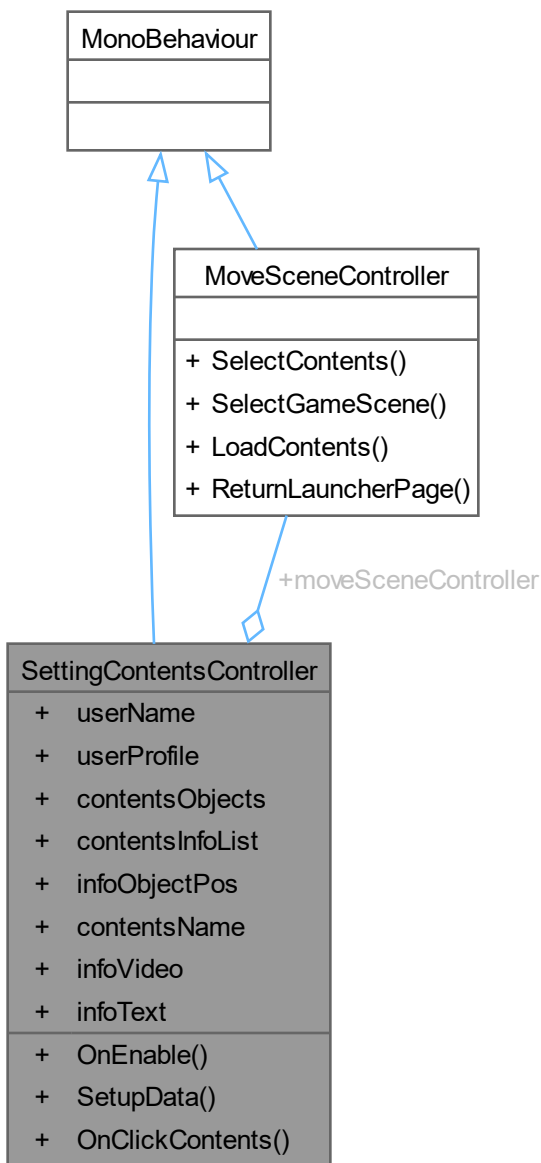 MonoBehaviour
MoveSceneController
+ SelectContents()
+ SelectGameScene()
+ LoadContents()
+ ReturnLauncherPage()
+moveSceneController
SettingContentsController
+ userName
+ userProfile
+ contentsObjects
+ contentsInfoList
+ infoObjectPos
+ contentsName
+ infoVideo
+ infoText
+ OnEnable()
+ SetupData()
+ OnClickContents()